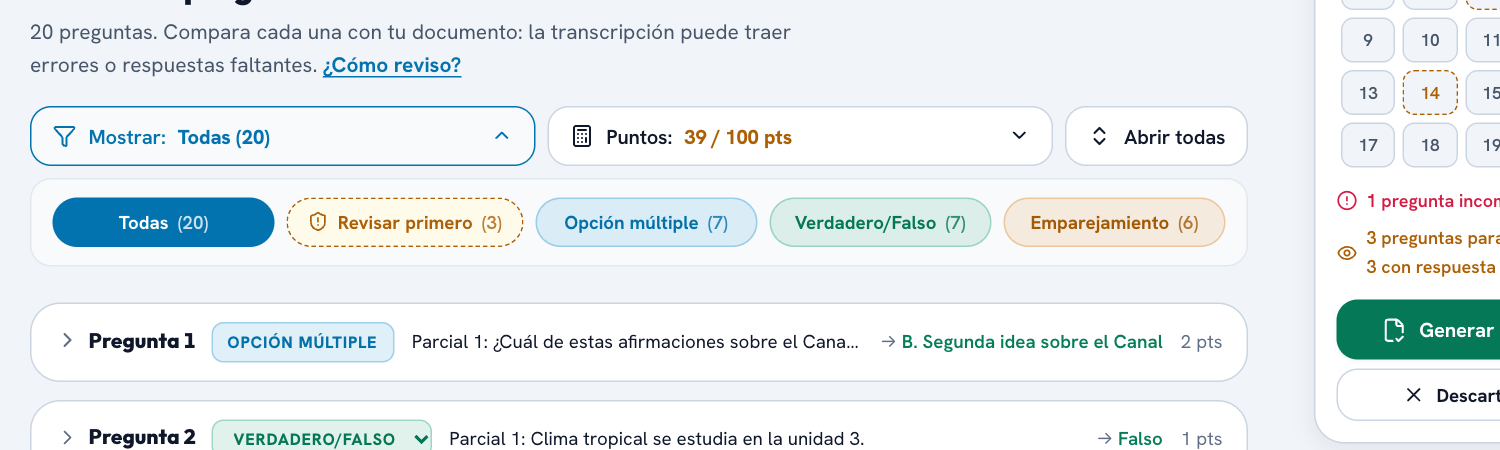 20 preguntas. Compara cada una con tu documento: la transcripción puede traer
errores o respuestas faltantes. ¿Cómo reviso?
Mostrar: Todas (20)
Puntos: 39 / 100 pts
Abrir todas
Todas (20)
Revisar primero (3)
Opción múltiple (7)
Verdadero/Falso (7)
Emparejamiento (6)
Pregunta 1 OPCIÓN MÚLTIPLE Parcial 1: ¿Cuál de estas afirmaciones sobre el Cana... → B. Segunda idea sobre el Canal 2 pts
Pregunta 2 VERDADERO/FALSO Parcial 1: Clima tropical se estudia en la unidad 3. → Falso 1 pts
9 10 11
13 14 15
17 18 19
1 pregunta
3 preguntas
3 con respuesta
Generar